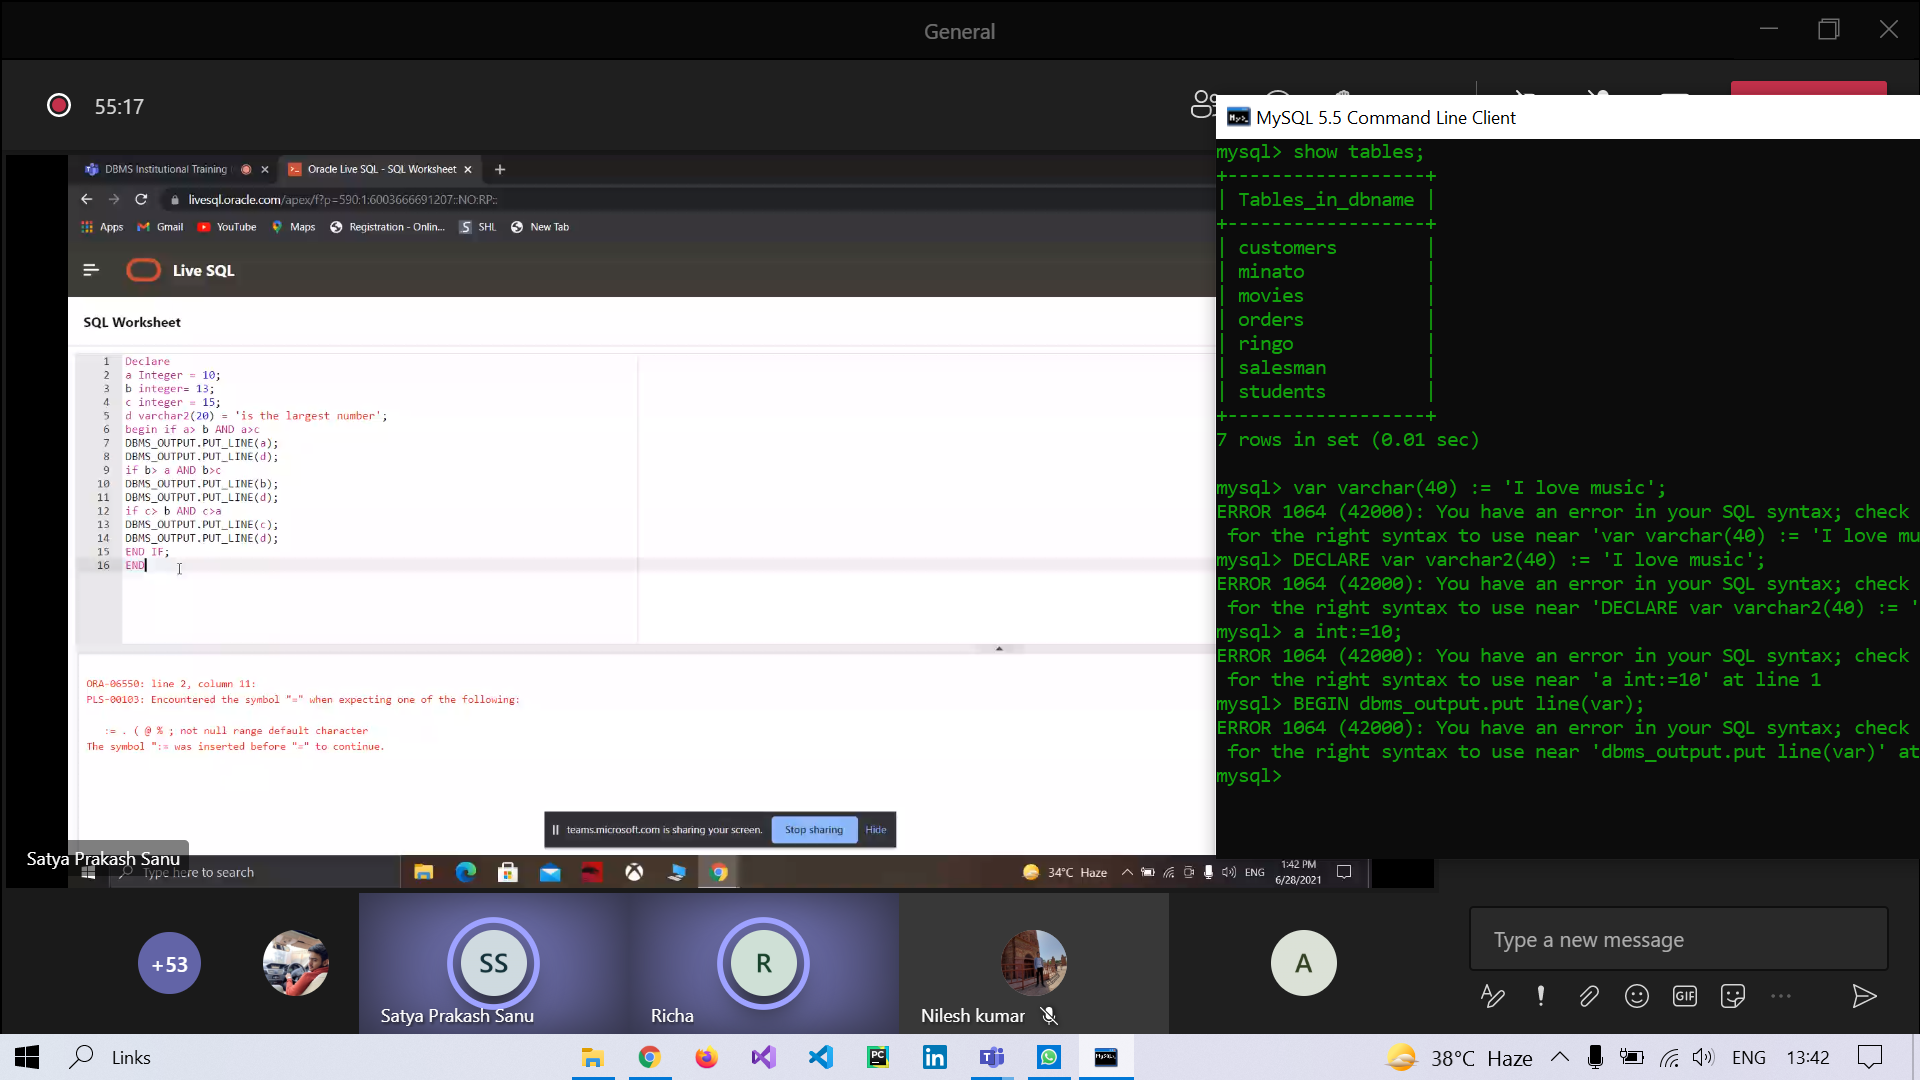 General
55:17
DBMS Institutional Training
Oracle Live SQL - SQL Worksheet
livesql.oracle.com/apex/f?p=590:1:6003666691207::NO:RP::
Apps
Gmail
YouTube
Maps
Registration - Onlin...
SHL
New Tab
Live SQL
SQL Worksheet
1 Declare
2 a Integer = 10;
3 b integer= 13;
4 c integer = 15;
5 d varchar2(20) = 'is the largest number';
6 begin if a> b AND a>c
7 DBMS_OUTPUT.PUT_LINE(a);
8 DBMS_OUTPUT.PUT_LINE(d);
9 if b> a AND b>c
10 DBMS_OUTPUT.PUT_LINE(b);
11 DBMS_OUTPUT.PUT_LINE(d);
12 if c> b AND c>a
13 DBMS_OUTPUT.PUT_LINE(c);
14 DBMS_OUTPUT.PUT_LINE(d);
15 END IF;
16 END
ORA-06550: line 2, column 11:
PLS-00103: Encountered the symbol "=" when expecting one of the following:
:= . ( @ % ; not null range default character
The symbol ":= was inserted before "=" to continue.
teams.microsoft.com is sharing your screen.
Stop sharing
Hide
Satya Prakash Sanu
Type here to search
34°C Haze
ENG
1:42 PM
6/28/2021
MySQL 5.5 Command Line Client
mysql> show tables;
+------------------+
| Tables_in_dbname |
+------------------+
| customers |
| minato |
| movies |
| orders |
| ringo |
| salesman |
| students |
+------------------+
7 rows in set (0.01 sec)
mysql> var varchar(40) := 'I love music';
ERROR 1064 (42000): You have an error in your SQL syntax; check
for the right syntax to use near 'var varchar(40) := 'I love mu
mysql> DECLARE var varchar2(40) := 'I love music';
ERROR 1064 (42000): You have an error in your SQL syntax; check
for the right syntax to use near 'DECLARE var varchar2(40) := '
mysql> a int:=10;
ERROR 1064 (42000): You have an error in your SQL syntax; check
for the right syntax to use near 'a int:=10' at line 1
mysql> BEGIN dbms_output.put line(var);
ERROR 1064 (42000): You have an error in your SQL syntax; check
for the right syntax to use near 'dbms_output.put line(var)' at
mysql>
+53
SS
Satya Prakash Sanu
R
Richa
Nilesh kumar
A
Type a new message
GIF
Links
PC
38°C Haze
ENG
13:42